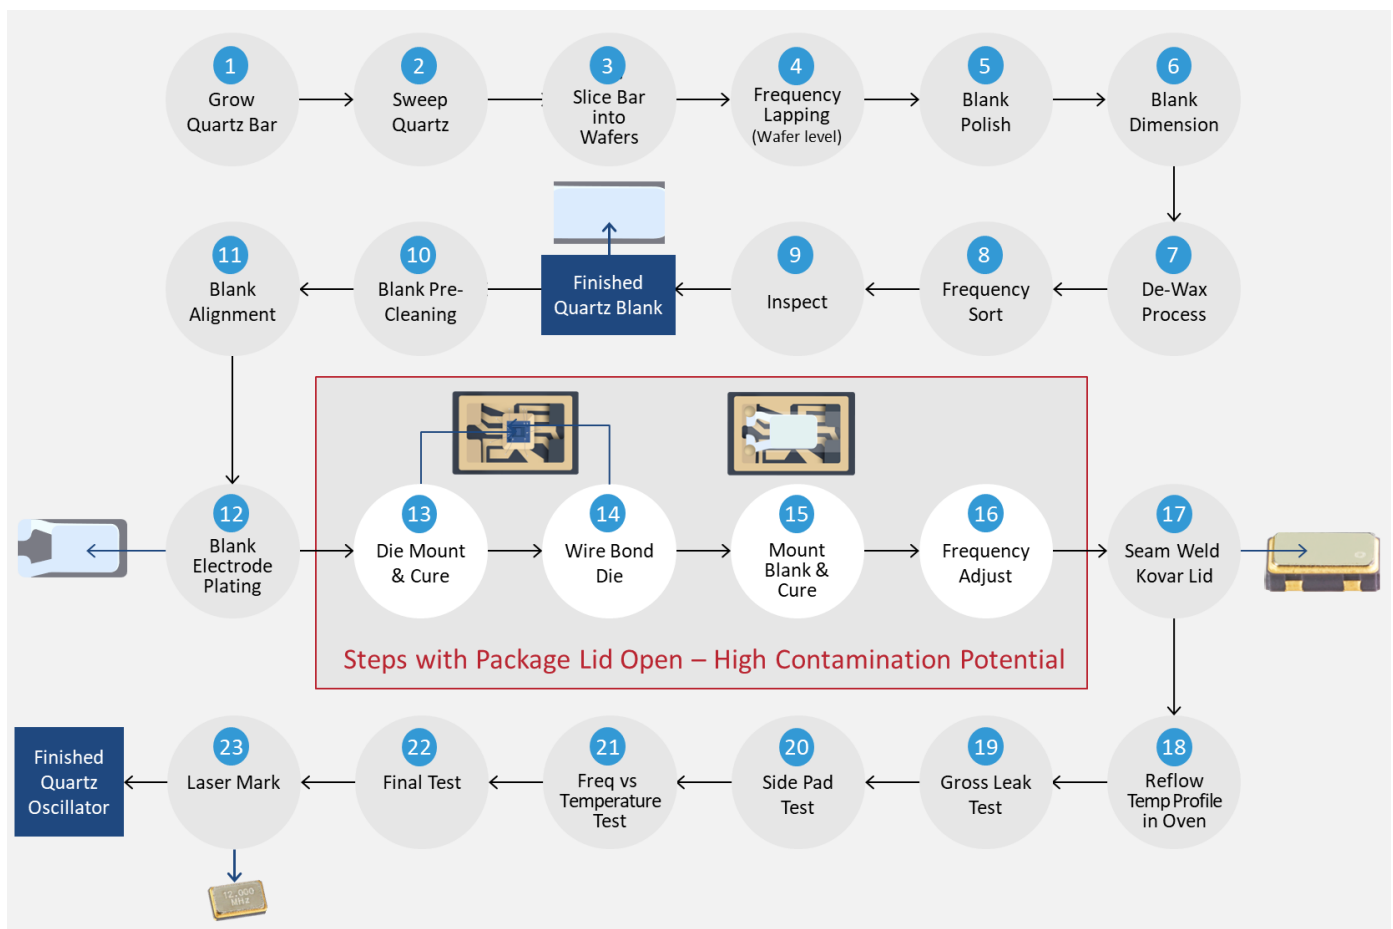 1
Grow
Quartz Bar
2
Sweep
Quartz
3
Slice Bar
into
Wafers
4
Frequency
Lapping
(Wafer level)
5
Blank
Polish
6
Blank
Dimension
7
De-Wax
Process
8
Frequency
Sort
9
Inspect
Finished
Quartz Blank
10
Blank Pre-
Cleaning
11
Blank
Alignment
12
Blank
Electrode
Plating
13
Die Mount
& Cure
14
Wire Bond
Die
15
Mount
Blank &
Cure
16
Frequency
Adjust
Steps with Package Lid Open – High Contamination Potential
17
Seam Weld
Kovar Lid
18
Reflow
Temp Profile
in Oven
19
Gross Leak
Test
20
Side Pad
Test
21
Freq vs
Temperature
Test
22
Final Test
23
Laser Mark
Finished
Quartz
Oscillator
12.000
MHz